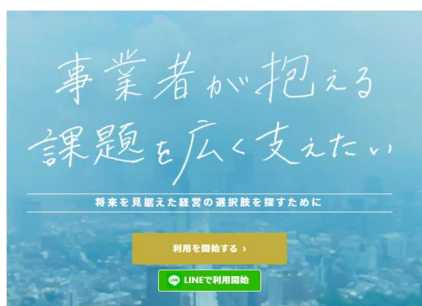 事業者が抱える
課題を広く支えたい
将来を見据えた経営の選択肢を探すために
利用を開始する ›
LINEで利用開始